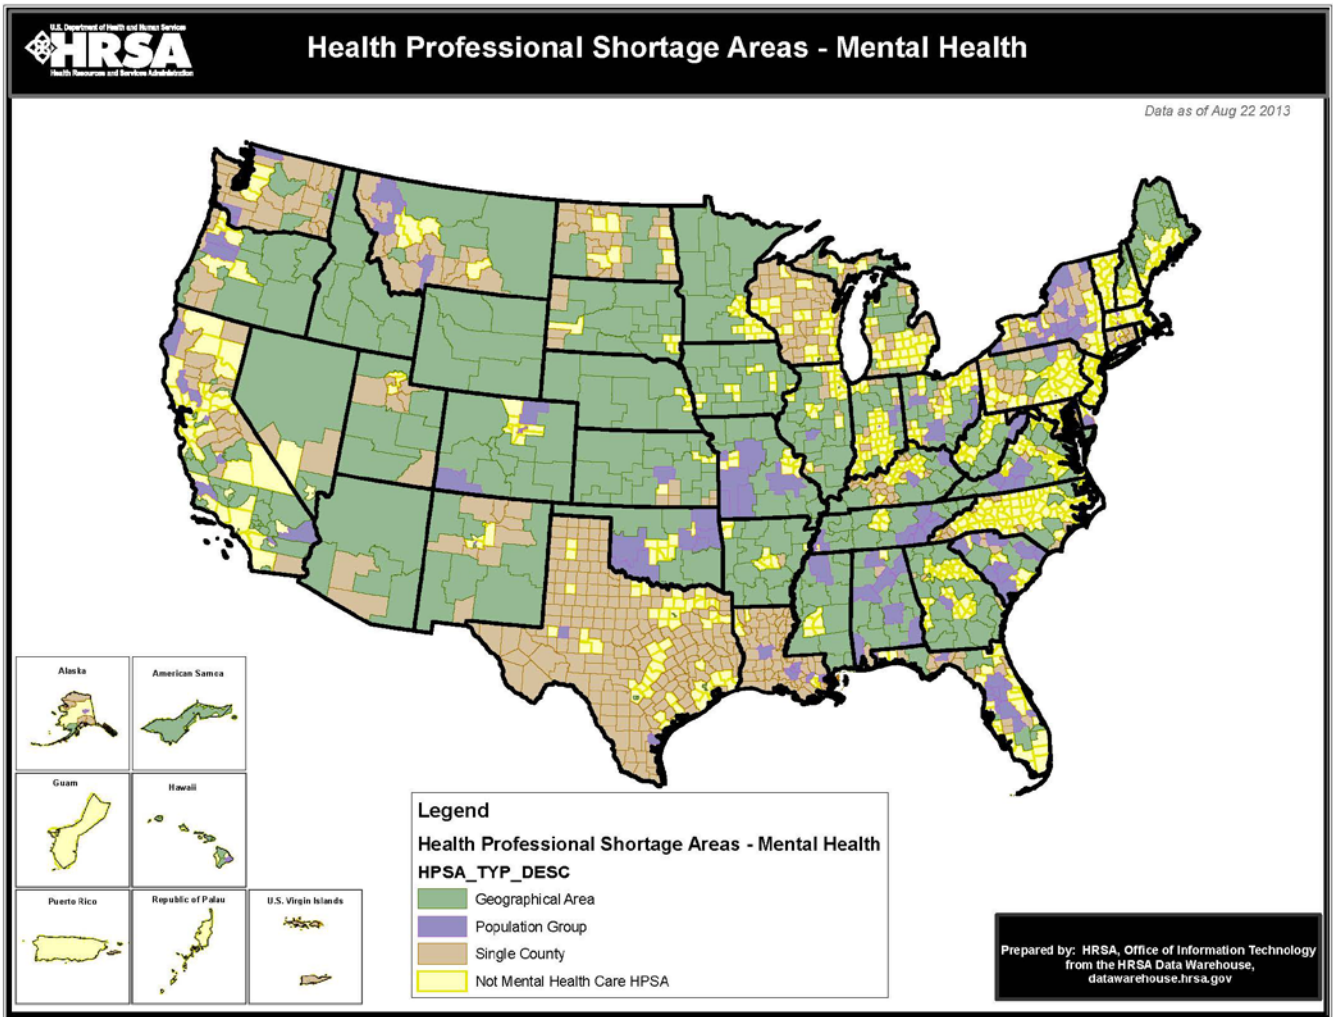 U.S. Department of Health and Human Services
HRSA
Health Resources and Services Administration
Health Professional Shortage Areas - Mental Health
Data as of Aug 22 2013
Alaska
American Samoa
Guam
Hawaii
Puerto Rico
Republic of Palau
U.S. Virgin Islands
Legend
Health Professional Shortage Areas - Mental Health
HPSA_TYP_DESC
Geographical Area
Population Group
Single County
Not Mental Health Care HPSA
Prepared by: HRSA, Office of Information Technology
from the HRSA Data Warehouse,
datawarehouse.hrsa.gov